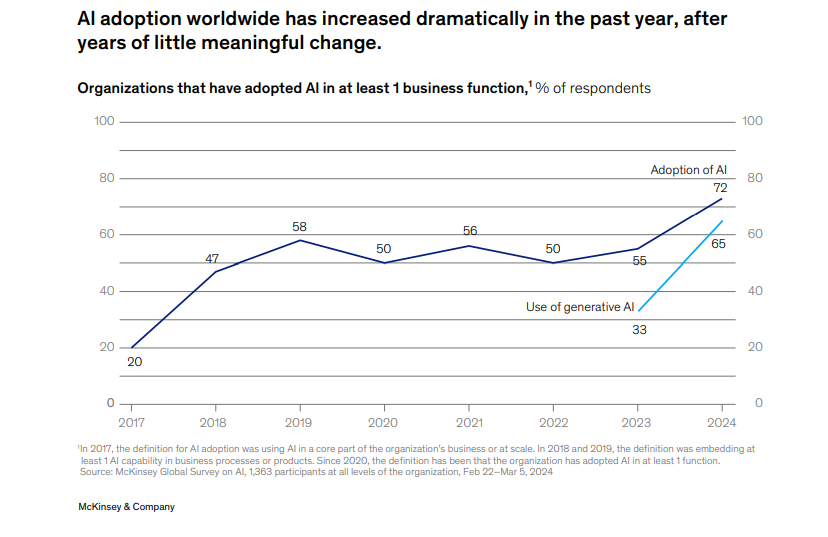 AI adoption worldwide has increased dramatically in the past year, after
years of little meaningful change.
Organizations that have adopted AI in at least 1 business function,¹ % of respondents
100 100
Adoption of AI
80 80
72
58
56
60 60
50
50
65
47
55
40 40
Use of generative AI
33
20 20
20
0 0
2017 2018 2019 2020 2021 2022 2023 2024
¹In 2017, the definition for AI adoption was using AI in a core part of the organization's business or at scale. In 2018 and 2019, the definition was embedding at
least 1 AI capability in business processes or products. Since 2020, the definition has been that the organization has adopted AI in at least 1 function.
Source: McKinsey Global Survey on AI, 1,363 participants at all levels of the organization, Feb 22–Mar 5, 2024
McKinsey & Company